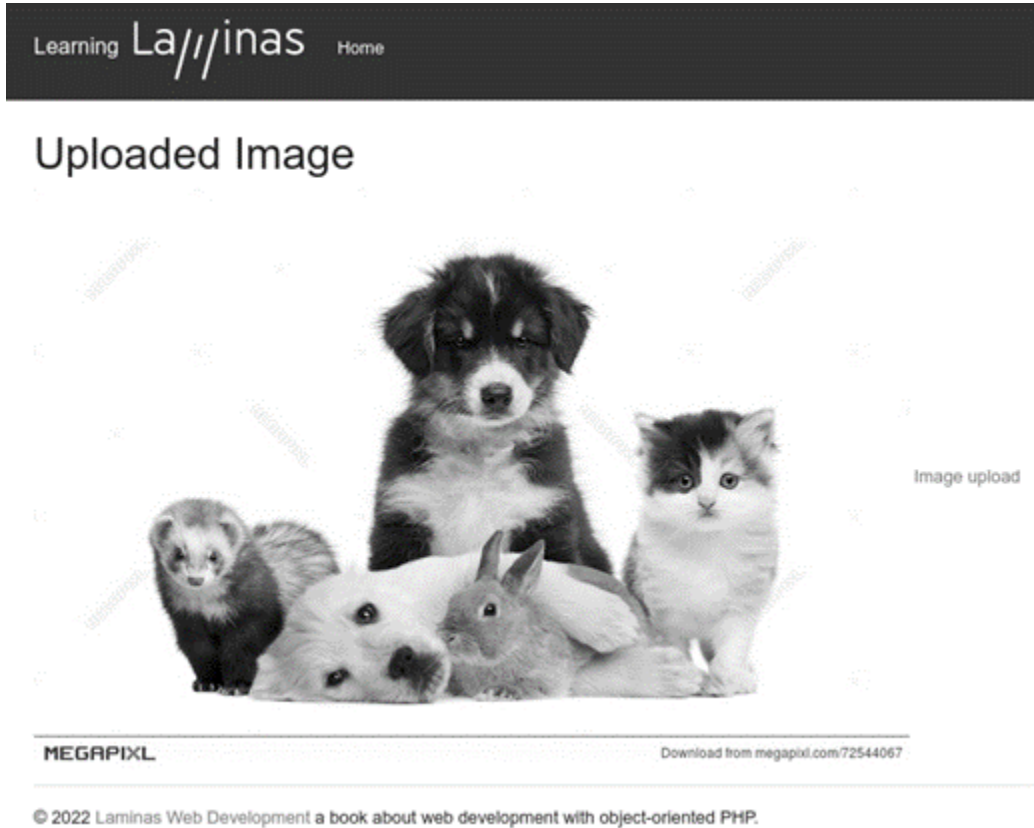 Learning Laminas Home
Uploaded Image
Image upload
MEGAPIXL Download from megapixl.com/72544067
© 2022 Laminas Web Development a book about web development with object-oriented PHP.